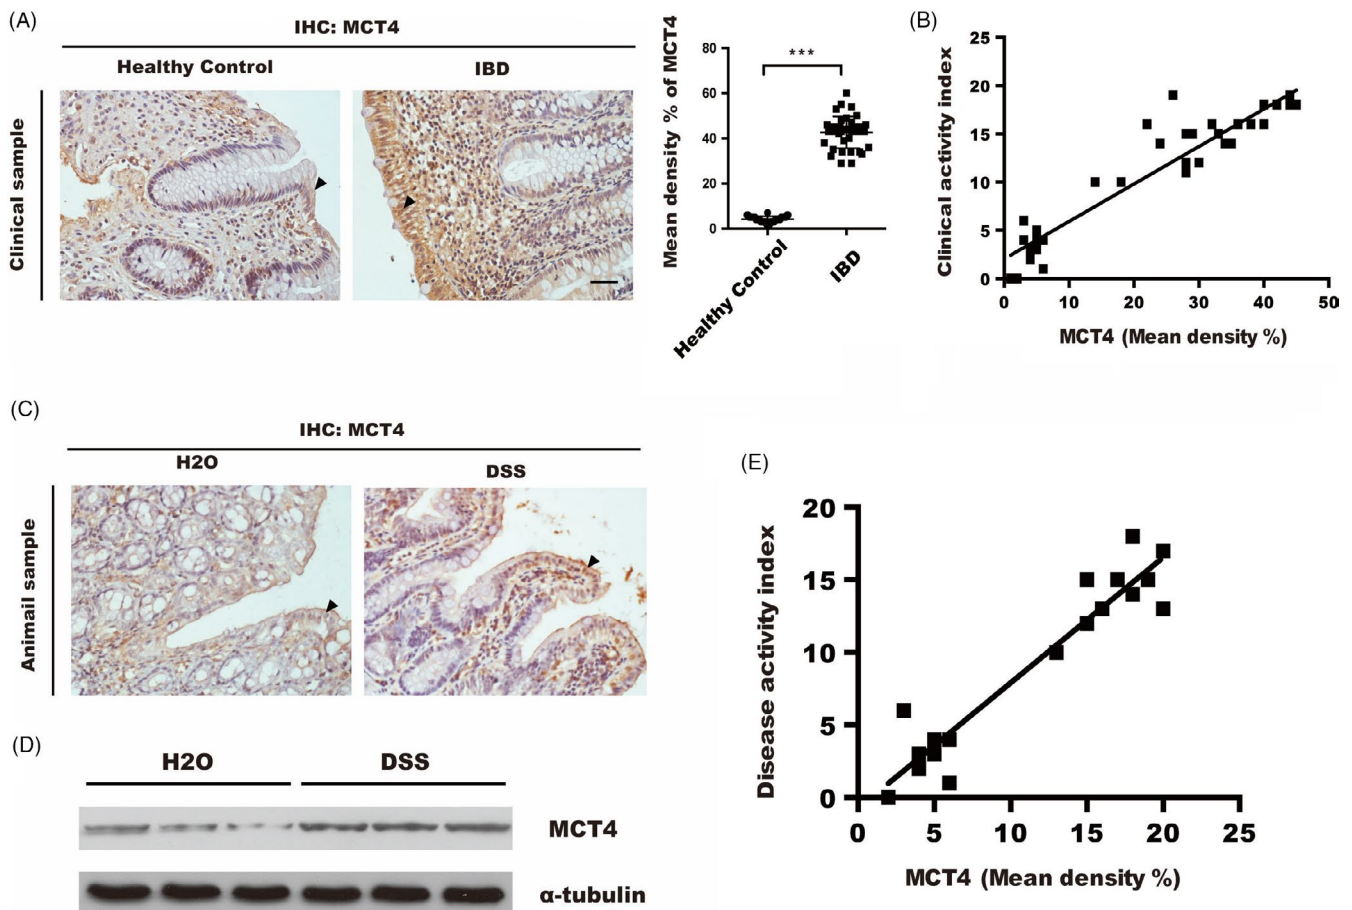 (A)
IHC: MCT4
Healthy Control
IBD
Clinical sample
Mean density % of MCT4
80
60
40
20
0
***
Healthy Control
IBD
(B)
Clinical activity index
25
20
15
10
5
0
0 10 20 30 40 50
MCT4 (Mean density %)
(C)
IHC: MCT4
H2O
DSS
Animail sample
(D)
H2O
DSS
MCT4
α-tubulin
(E)
Disease activity index
20
15
10
5
0
0 5 10 15 20 25
MCT4 (Mean density %)